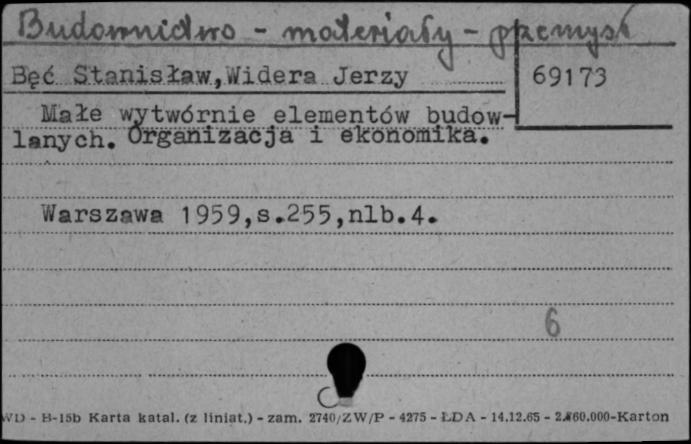 Budownictwo - materiały - przemysł
Bęć Stanisław,Widera Jerzy
69173
Małe wytwórnie elementów budow-
lanych. Organizacja i ekonomika.
Warszawa 1959,s.255,nlb.4.
6
WD - B-15b Karta katal. (z liniat.) - zam. 2740/ZW/P - 4275 - ŁDA - 14.12.65 - 2.860.000-Karton